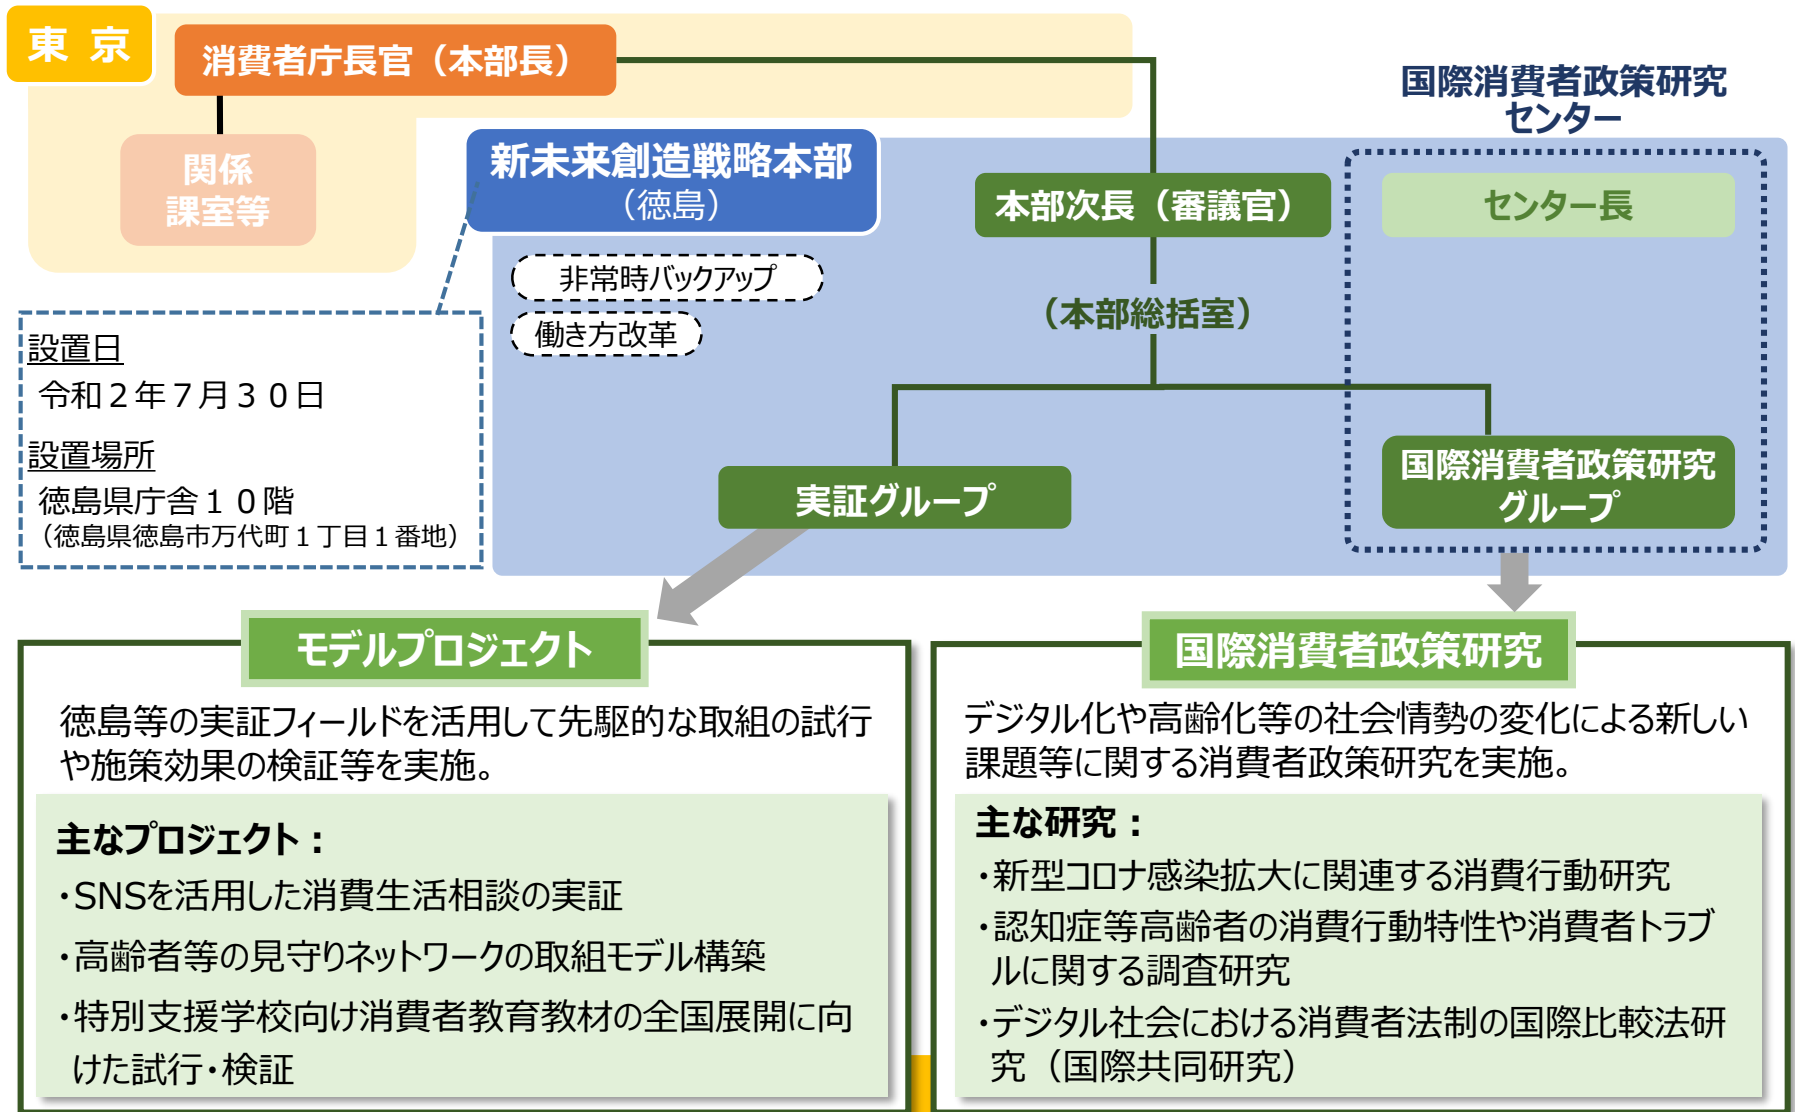 東 京
消費者庁長官（本部長）
関係
課室等
新未来創造戦略本部
（徳島）
非常時バックアップ
働き方改革
本部次長（審議官）
（本部総括室）
国際消費者政策研究
センター
センター長
実証グループ
国際消費者政策研究
グループ
設置日
令和２年７月３０日
設置場所
徳島県庁舎１０階
（徳島県徳島市万代町１丁目１番地）
モデルプロジェクト
徳島等の実証フィールドを活用して先駆的な取組の試行
や施策効果の検証等を実施。
主なプロジェクト：
・SNSを活用した消費生活相談の実証
・高齢者等の見守りネットワークの取組モデル構築
・特別支援学校向け消費者教育教材の全国展開に向
けた試行・検証
国際消費者政策研究
デジタル化や高齢化等の社会情勢の変化による新しい
課題等に関する消費者政策研究を実施。
主な研究：
・新型コロナ感染拡大に関連する消費行動研究
・認知症等高齢者の消費行動特性や消費者トラブ
ルに関する調査研究
・デジタル社会における消費者法制の国際比較法研
究（国際共同研究）